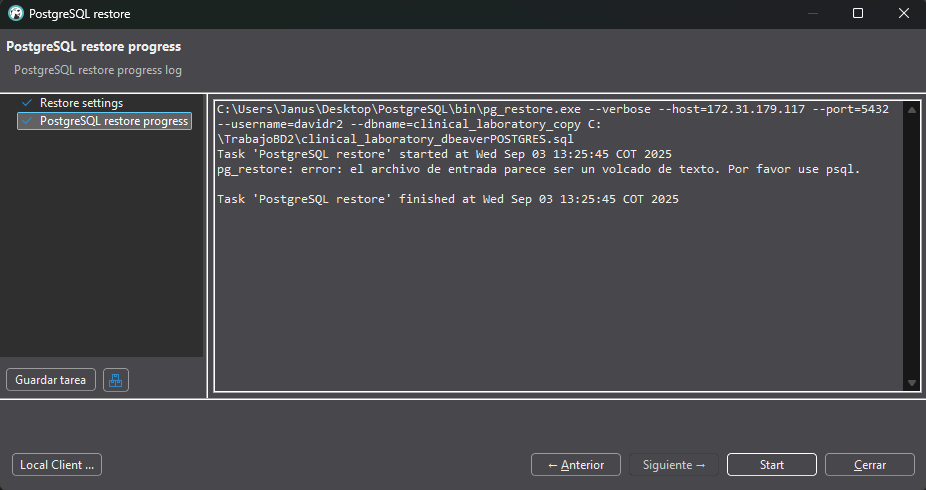 PostgreSQL restore
PostgreSQL restore progress
PostgreSQL restore progress log
Restore settings
PostgreSQL restore progress
C:\Users\Janus\Desktop\PostgreSQL\bin\pg_restore.exe --verbose --host=172.31.179.117 --port=5432
--username=davidr2 --dbname=clinical_laboratory_copy C:
\TrabajoBD2\clinical_laboratory_dbeaverPOSTGRES.sql
Task 'PostgreSQL restore' started at Wed Sep 03 13:25:45 COT 2025
pg_restore: error: el archivo de entrada parece ser un volcado de texto. Por favor use psql.
Task 'PostgreSQL restore' finished at Wed Sep 03 13:25:45 COT 2025
Guardar tarea
Local Client ...
← Anterior
Siguiente →
Start
Cerrar